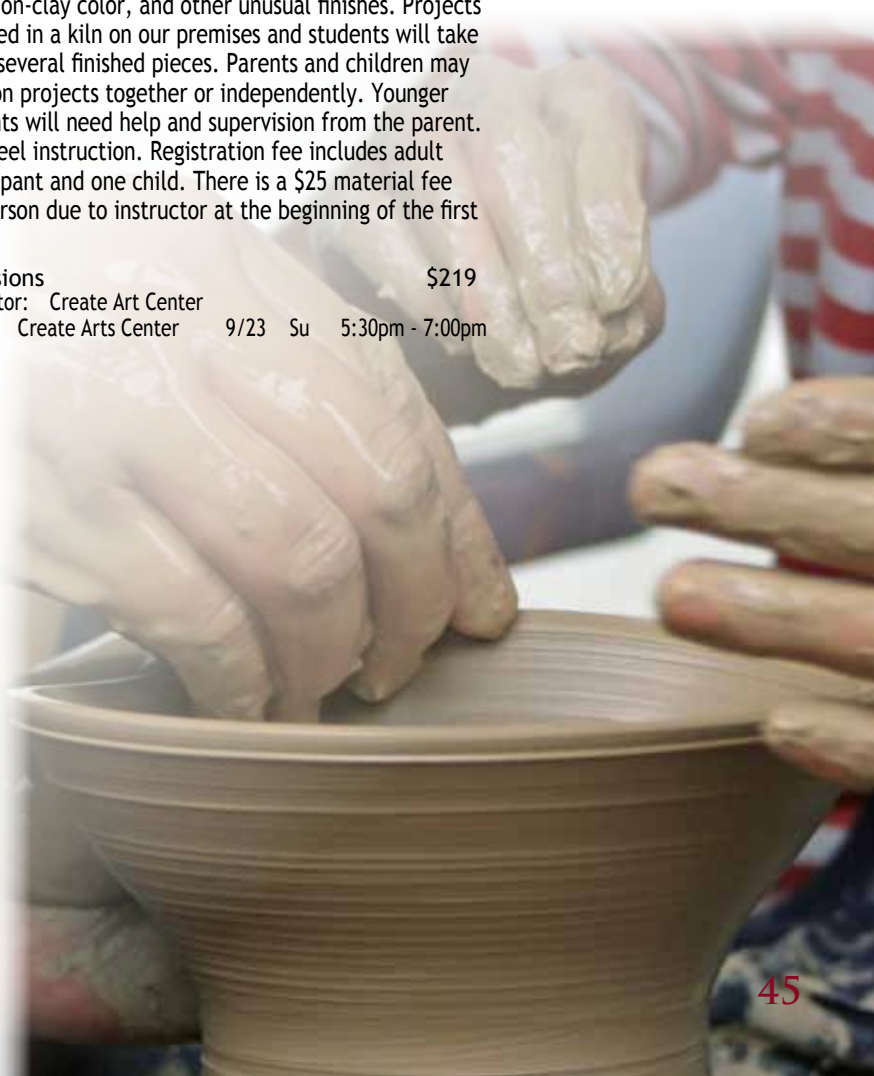 on-clay color, and other unusual finishes. Projects
ed in a kiln on our premises and students will take
several finished pieces. Parents and children may
on projects together or independently. Younger
nts will need help and supervision from the parent.
eel instruction. Registration fee includes adult
pant and one child. There is a $25 material fee
rson due to instructor at the beginning of the first
sions $219
tor: Create Art Center
Create Arts Center 9/23 Su 5:30pm - 7:00pm
45